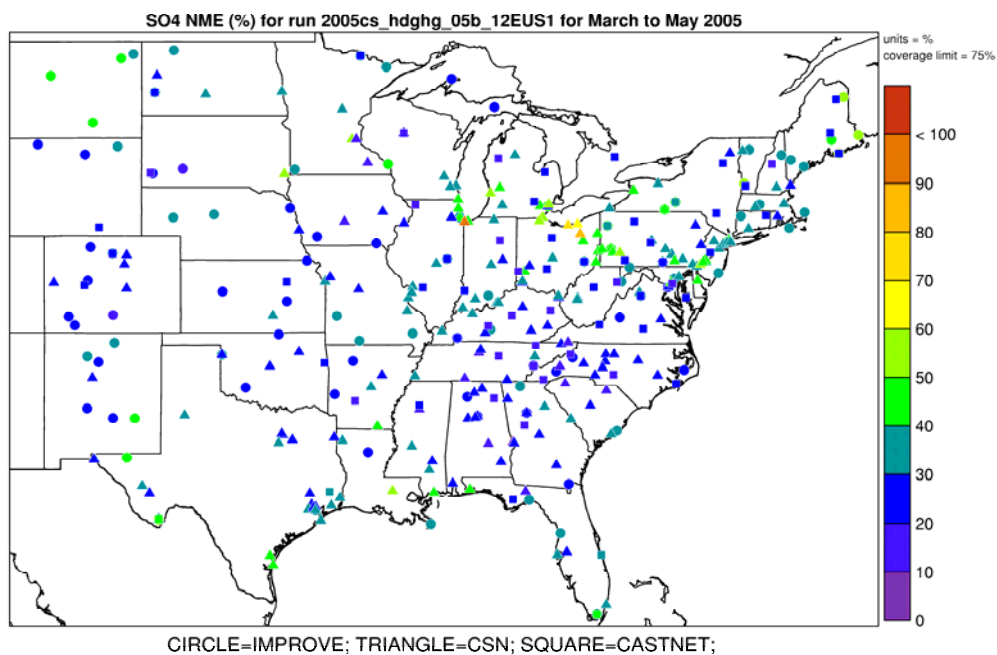 SO4 NME (%) for run 2005cs_hdghg_05b_12EUS1 for March to May 2005
units = %
coverage limit = 75%
< 100
90
80
70
60
50
40
30
20
10
0
CIRCLE=IMPROVE; TRIANGLE=CSN; SQUARE=CASTNET;